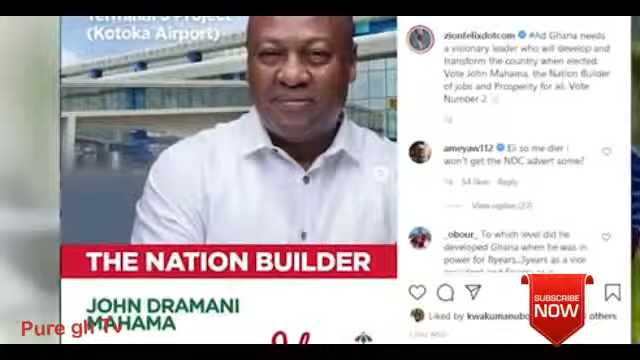 Terminal 3 Project
(Kotoka Airport)
THE NATION BUILDER
JOHN DRAMANI
MAHAMA
Pure gh Tv
zionfelixdotcom #Ad Ghana needs
a visionary leader who will develop and
transform the country when elected.
Vote John Mahama, the Nation Builder
of jobs and Prosperity for all. Vote
Number 2
ameyaw112 Eii so me dier i
won't get the NDC advert some?
54 likes Reply
View replies
_obour_ To which level did he
developed Ghana when he was in
power for 8years..3years as a vice
Liked by kwakumanubo
others
SUBSCRIBE
NOW